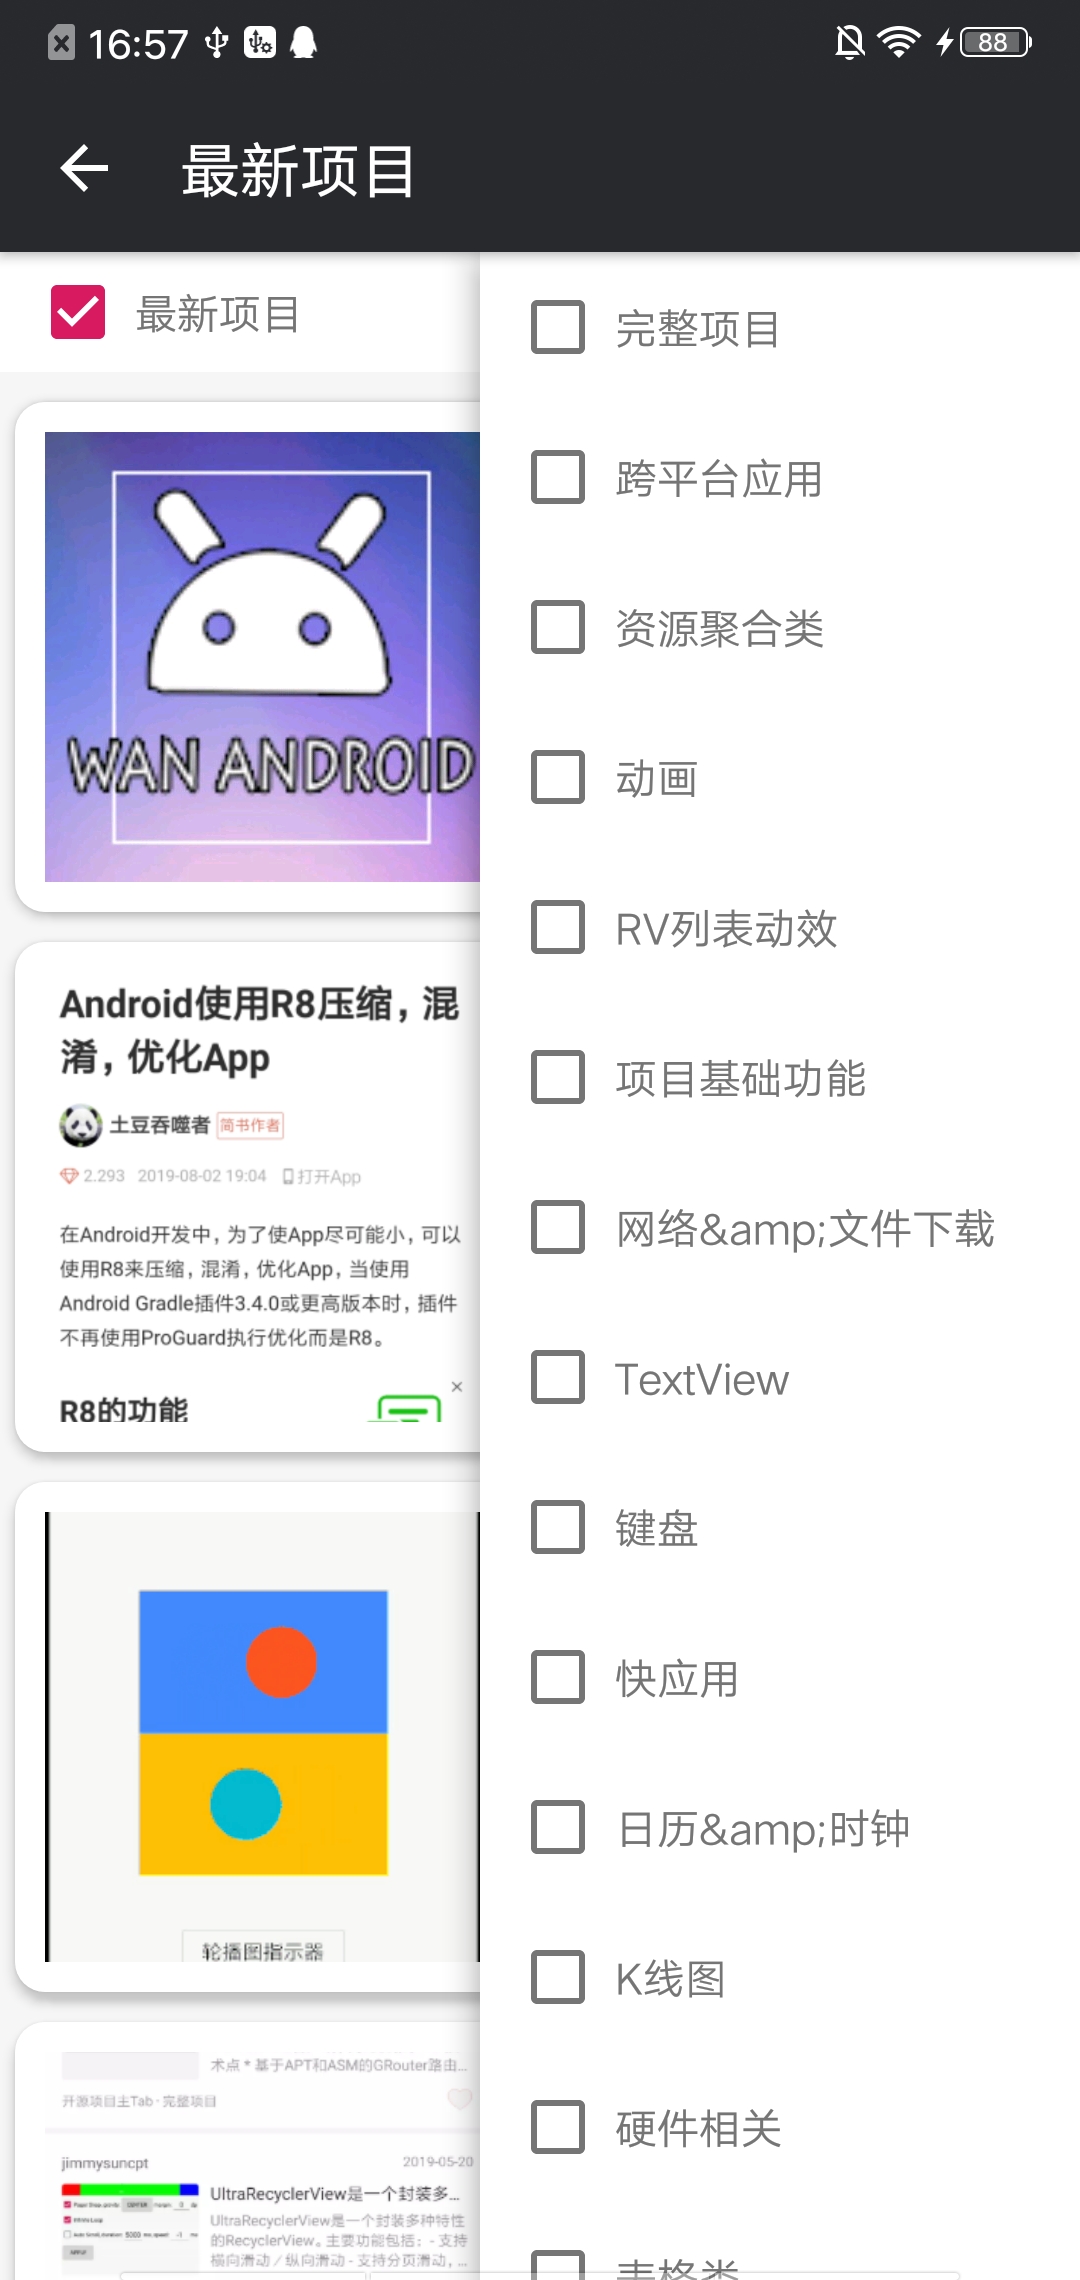 16:57
88
最新项目
最新项目
WAN ANDROID
Android使用R8压缩，混
淆，优化App
土豆吞噬者 简书作者
2.293 2019-08-02 19:04 打开App
在Android开发中，为了使App尽可能小，可以
使用R8来压缩，混淆，优化App，当使用
Android Gradle插件3.4.0或更高版本时，插件
不再使用ProGuard执行优化而是R8。
R8的功能
轮播图指示器
术点 * 基于APT和ASM的GRouter路由...
开源项目主Tab · 完整项目
jimmysuncpt 2019-05-20
UltraRecyclerView是一个封装多...
UltraRecyclerView是一个封装多种特性
的RecyclerView。主要功能包括：- 支持
横向滑动／纵向滑动 - 支持分页滑动，...
完整项目
跨平台应用
资源聚合类
动画
RV列表动效
项目基础功能
网络&amp;文件下载
TextView
键盘
快应用
日历&amp;时钟
K线图
硬件相关
表格类